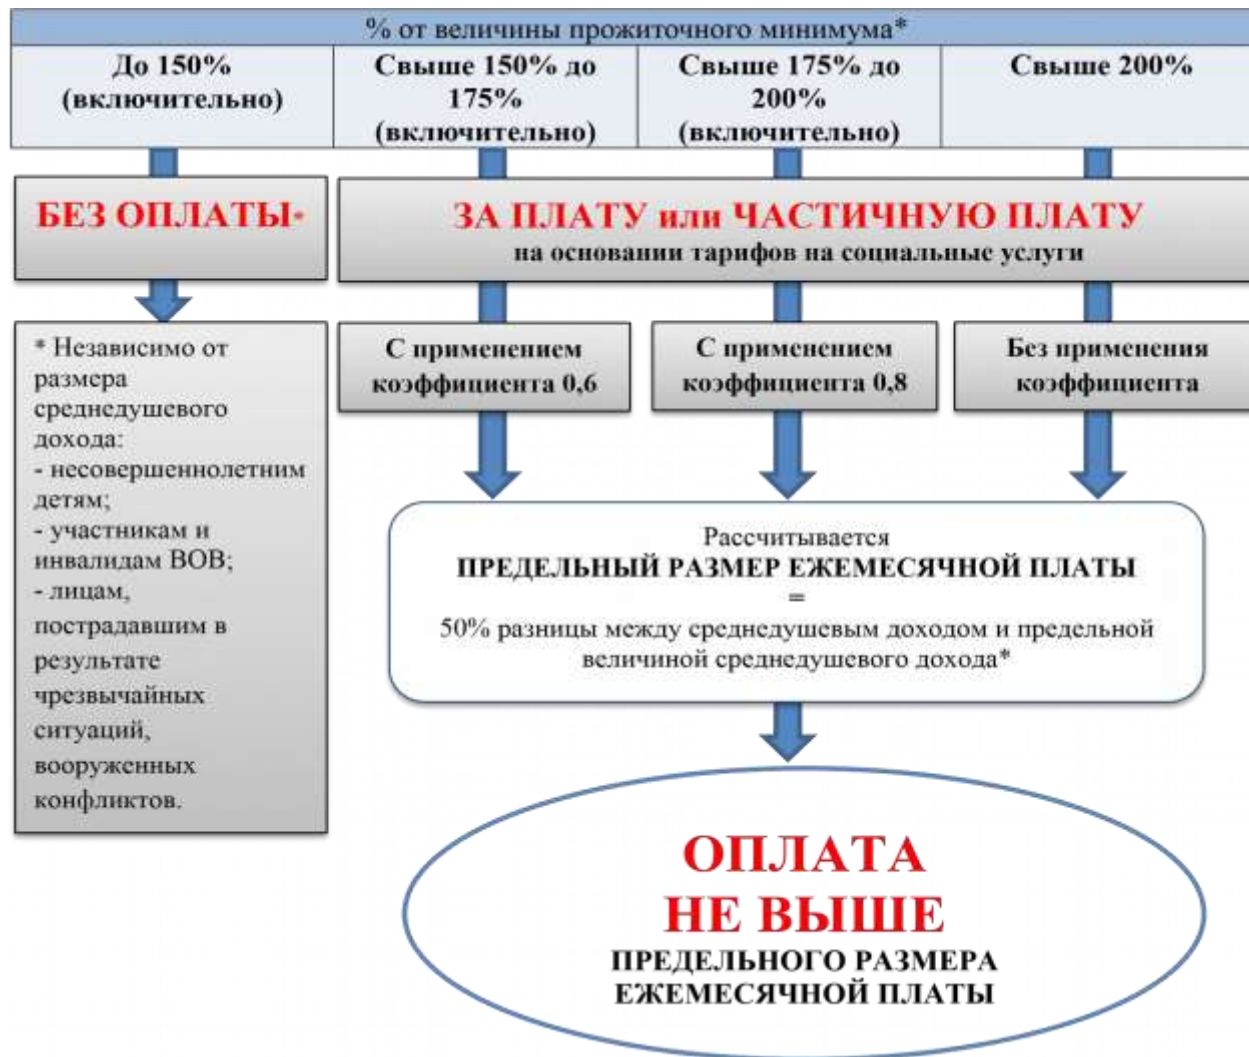 % от величины прожиточного минимума*
До 150%
(включительно)
Свыше 150% до
175%
(включительно)
Свыше 175% до
200%
(включительно)
Свыше 200%
БЕЗ ОПЛАТЫ*
ЗА ПЛАТУ или ЧАСТИЧНУЮ ПЛАТУ
на основании тарифов на социальные услуги
* Независимо от
размера
среднедушевого
дохода:
- несовершеннолетним
детям;
- участникам и
инвалидам ВОВ;
- лицам,
пострадавшим в
результате
чрезвычайных
ситуаций,
вооруженных
конфликтов.
С применением
коэффициента 0,6
С применением
коэффициента 0,8
Без применения
коэффициента
Рассчитывается
ПРЕДЕЛЬНЫЙ РАЗМЕР ЕЖЕМЕСЯЧНОЙ ПЛАТЫ
=
50% разницы между среднедушевым доходом и предельной
величиной среднедушевого дохода*
ОПЛАТА
НЕ ВЫШЕ
ПРЕДЕЛЬНОГО РАЗМЕРА
ЕЖЕМЕСЯЧНОЙ ПЛАТЫ